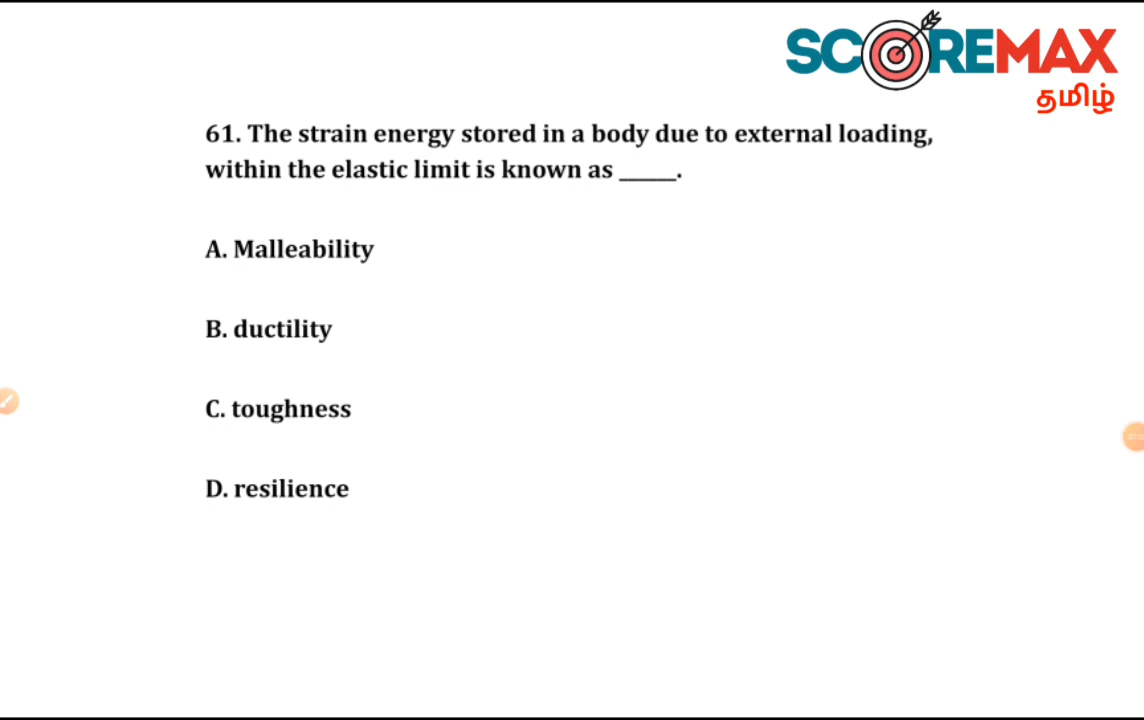 SCOREMAX
தமிழ்
61. The strain energy stored in a body due to external loading,
within the elastic limit is known as ______.
A. Malleability
B. ductility
C. toughness
D. resilience